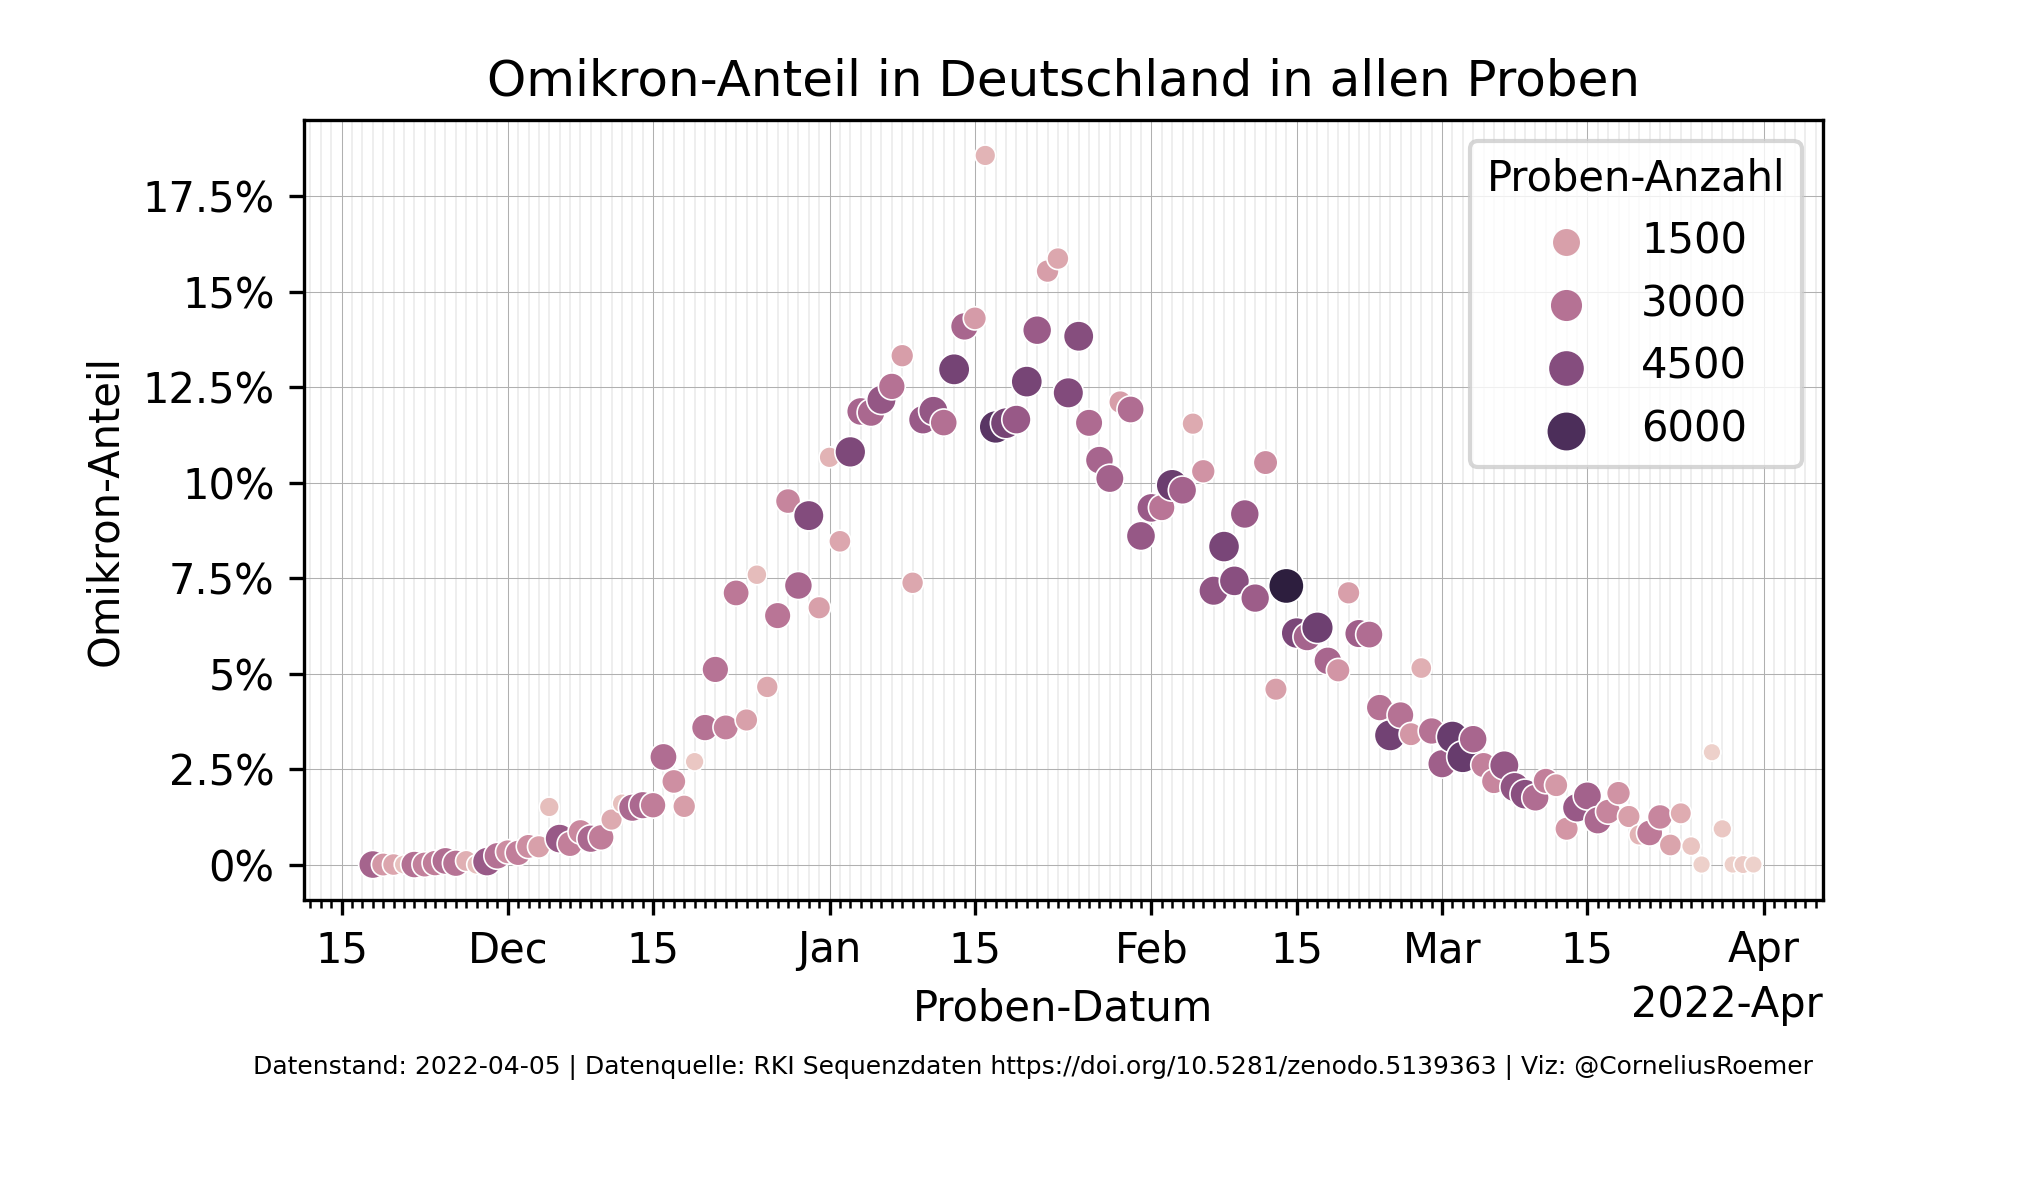 Omikron-Anteil in Deutschland in allen Proben
Proben-Anzahl
1500
3000
4500
6000
Omikron-Anteil
17.5%
15%
12.5%
10%
7.5%
5%
2.5%
0%
15 Dec 15 Jan 15 Feb 15 Mar 15 Apr
Proben-Datum
2022-Apr
Datenstand: 2022-04-05 | Datenquelle: RKI Sequenzdaten https://doi.org/10.5281/zenodo.5139363 | Viz: @CorneliusRoemer